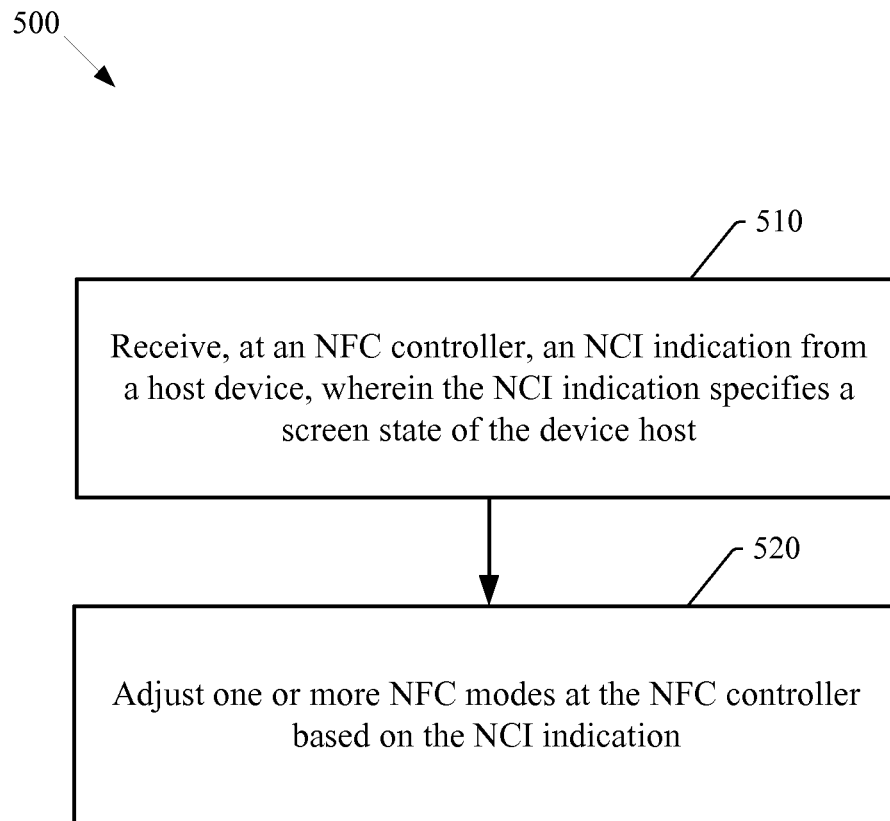 500
510
Receive, at an NFC controller, an NCI indication from
a host device, wherein the NCI indication specifies a
screen state of the device host
520
Adjust one or more NFC modes at the NFC controller
based on the NCI indication